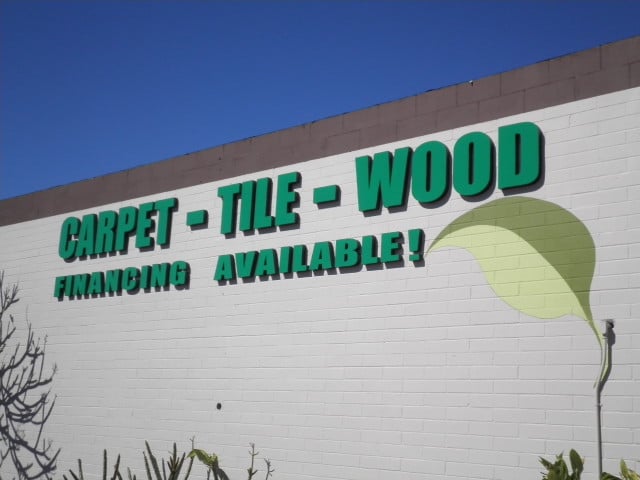 CARPET - TILE - WOOD
FINANCING AVAILABLE!